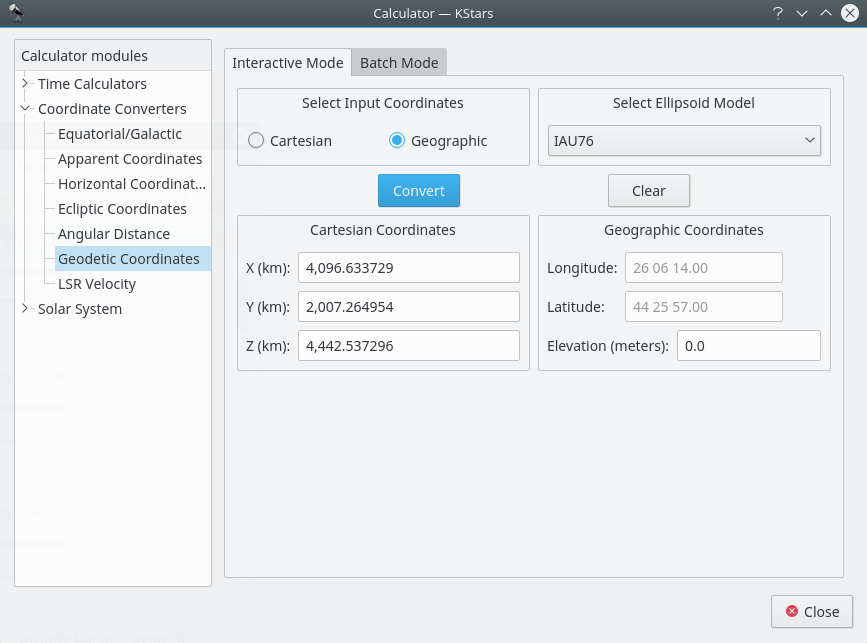 Calculator — KStars
?
Calculator modules
Time Calculators
Coordinate Converters
Equatorial/Galactic
Apparent Coordinates
Horizontal Coordinat...
Ecliptic Coordinates
Angular Distance
Geodetic Coordinates
LSR Velocity
Solar System
Interactive Mode Batch Mode
Select Input Coordinates
Cartesian Geographic
Select Ellipsoid Model
IAU76
Convert Clear
Cartesian Coordinates
X (km): 4,096.633729
Y (km): 2,007.264954
Z (km): 4,442.537296
Geographic Coordinates
Longitude: 26 06 14.00
Latitude: 44 25 57.00
Elevation (meters): 0.0
Close